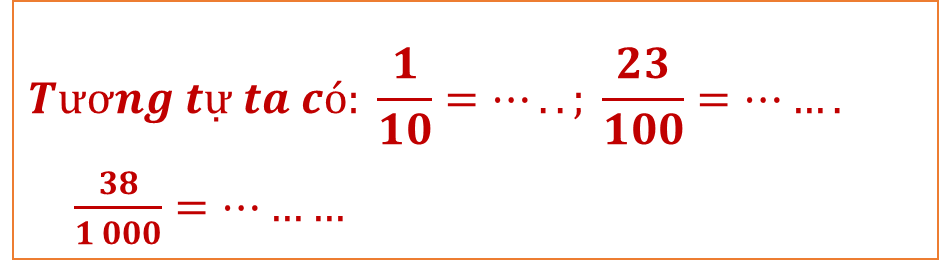 Tương tự ta có: 1/10 = ⋯ . . ; 23/100 = ⋯ … .
38/1 000 = ⋯ … …